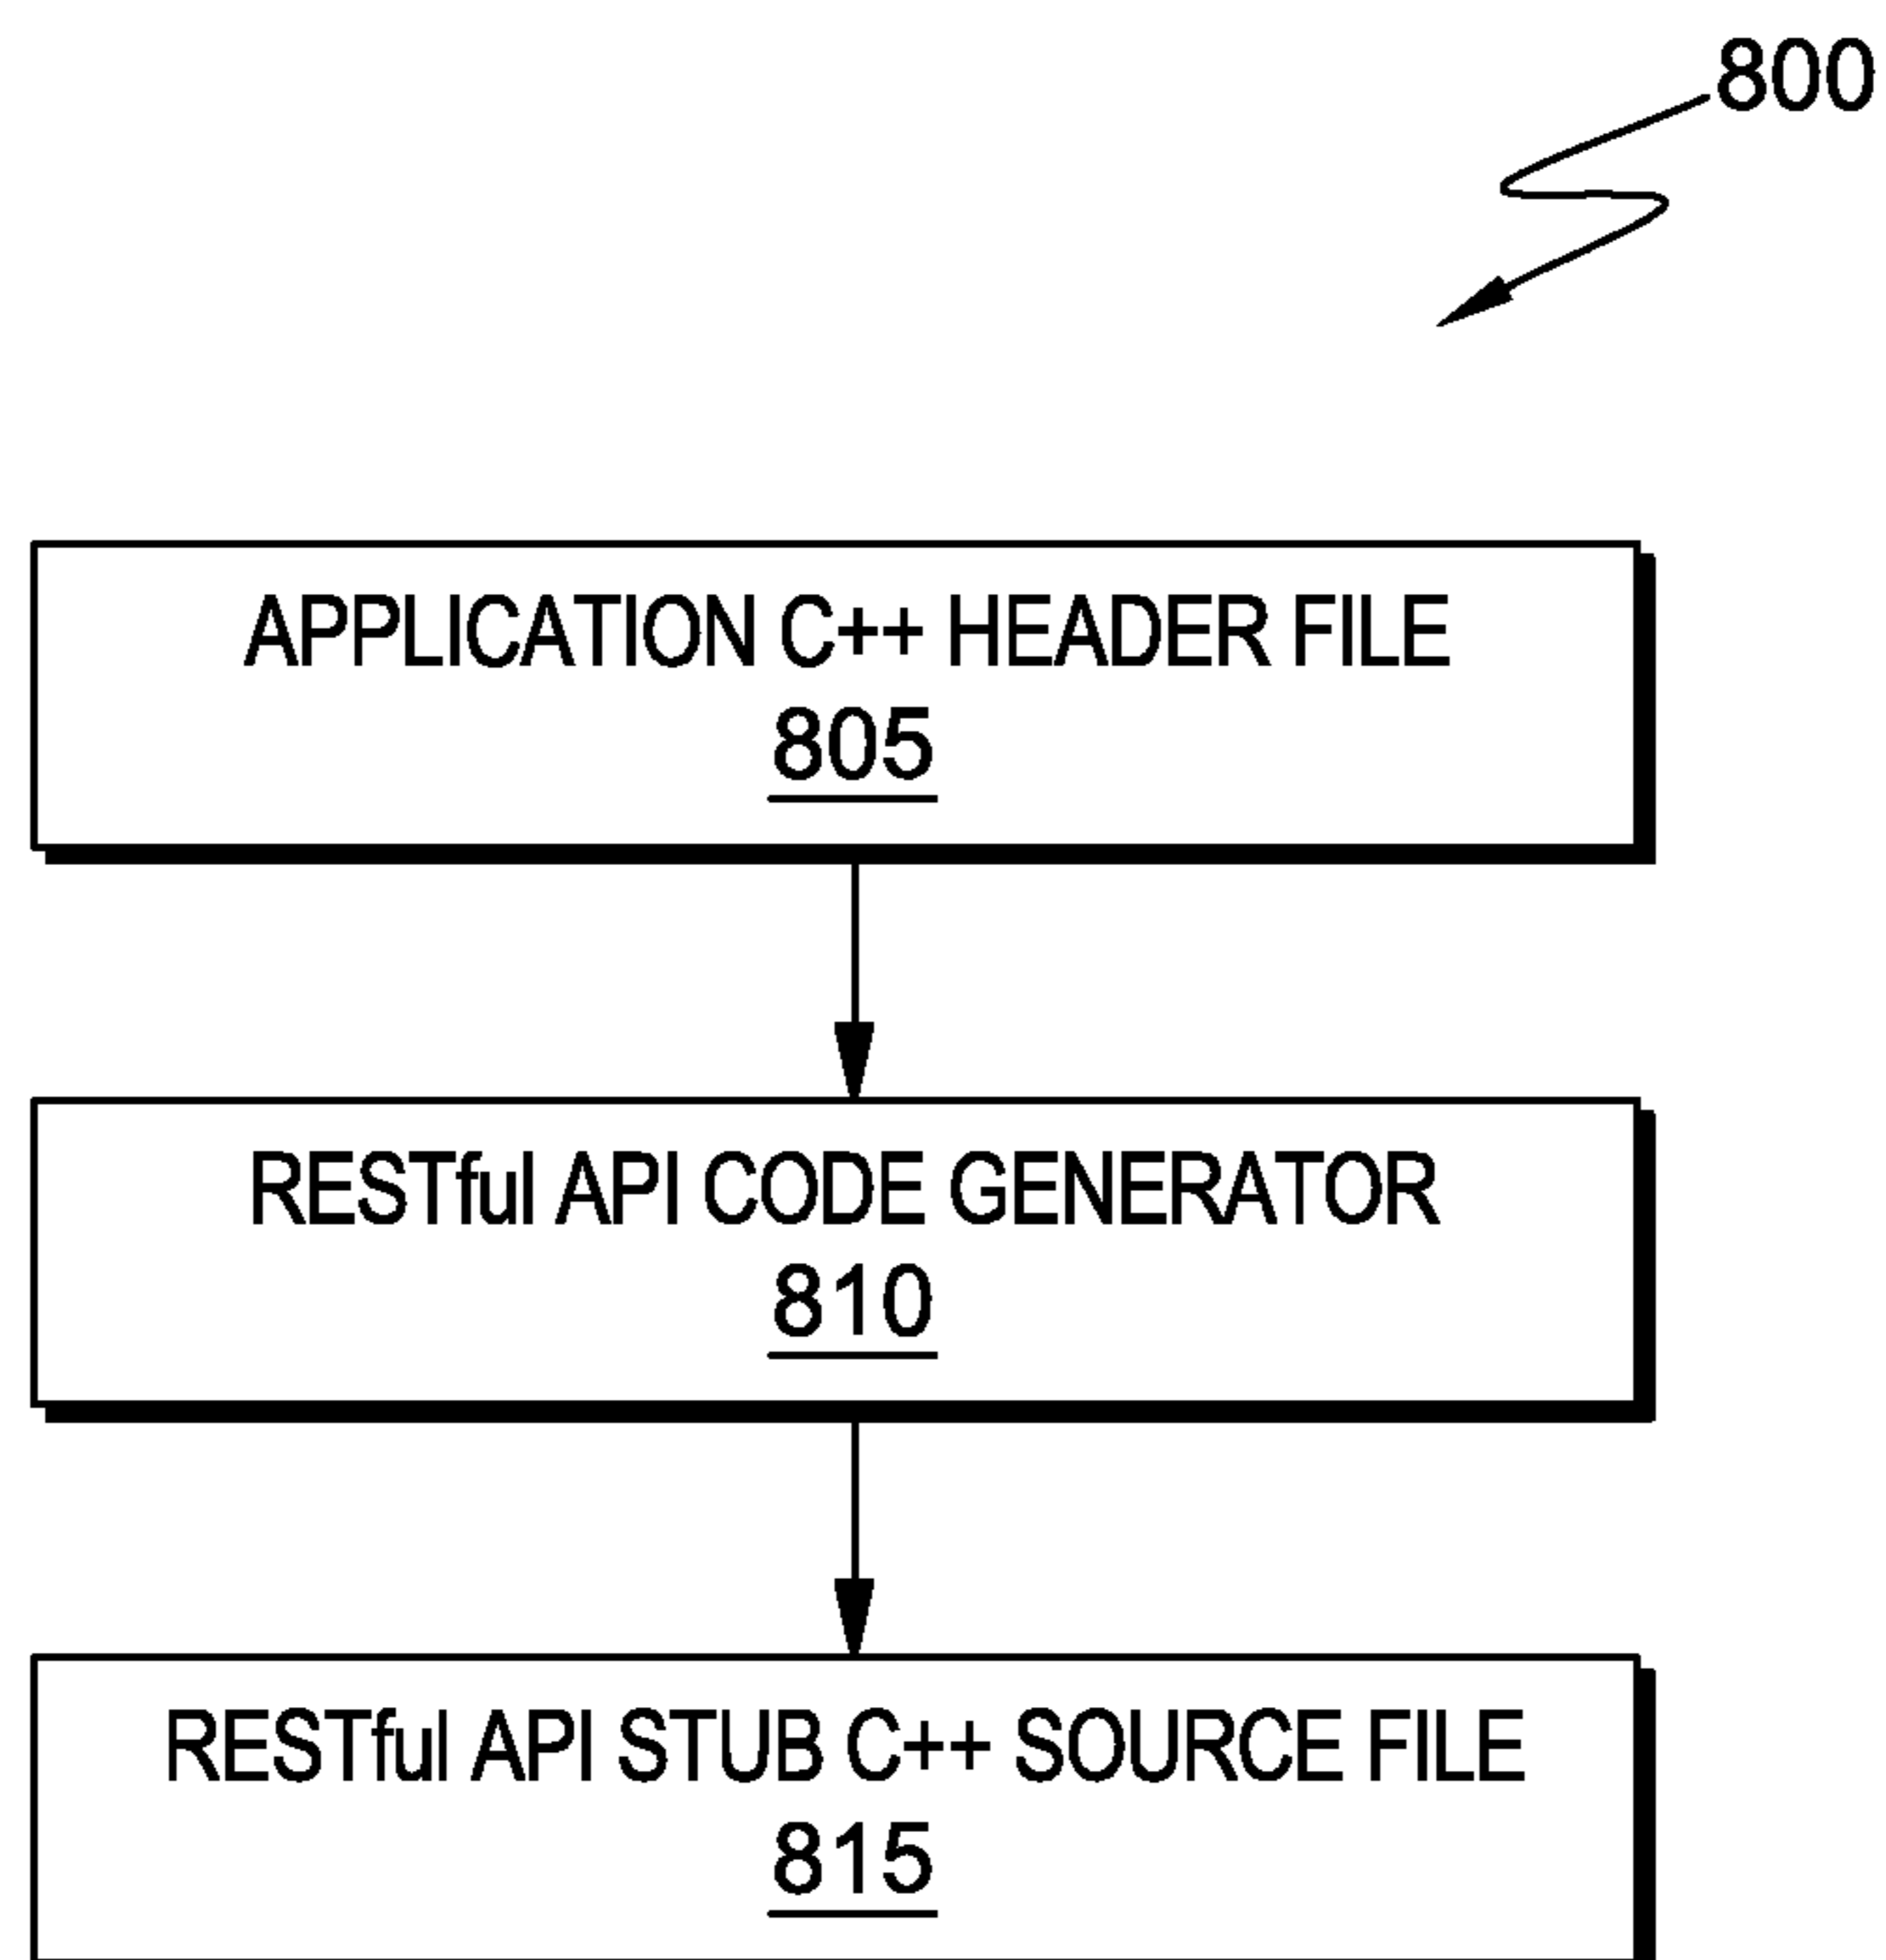 800
APPLICATION C++ HEADER FILE
805
RESTful API CODE GENERATOR
810
RESTful API STUB C++ SOURCE FILE
815